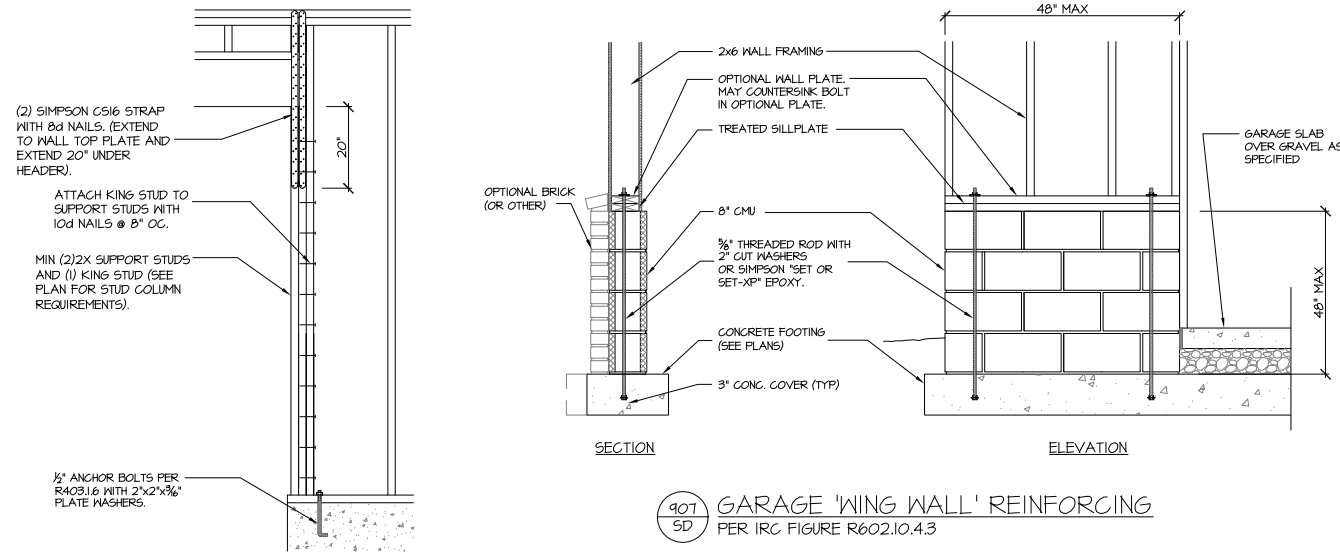 (2) SIMPSON CS16 STRAP
WITH 8d NAILS. (EXTEND
TO WALL TOP PLATE AND
EXTEND 20" UNDER
HEADER).
20"
ATTACH KING STUD TO
SUPPORT STUDS WITH
10d NAILS @ 8" OC.
MIN (2)2X SUPPORT STUDS
AND (1) KING STUD (SEE
PLAN FOR STUD COLUMN
REQUIREMENTS).
½" ANCHOR BOLTS PER
R403.1.6 WITH 2"x2"x3/16"
PLATE WASHERS.
48" MAX
2x6 WALL FRAMING
OPTIONAL WALL PLATE.
MAY COUNTERSINK BOLT
IN OPTIONAL PLATE.
TREATED SILLPLATE
GARAGE SLAB
OVER GRAVEL AS
SPECIFIED
OPTIONAL BRICK
(OR OTHER)
8" CMU
⅝" THREADED ROD WITH
2" CUT WASHERS
OR SIMPSON "SET OR
SET-XP" EPOXY.
48" MAX
CONCRETE FOOTING
(SEE PLANS)
3" CONC. COVER (TYP)
SECTION
ELEVATION
907
SD
GARAGE 'WING WALL' REINFORCING
PER IRC FIGURE R602.10.4.3